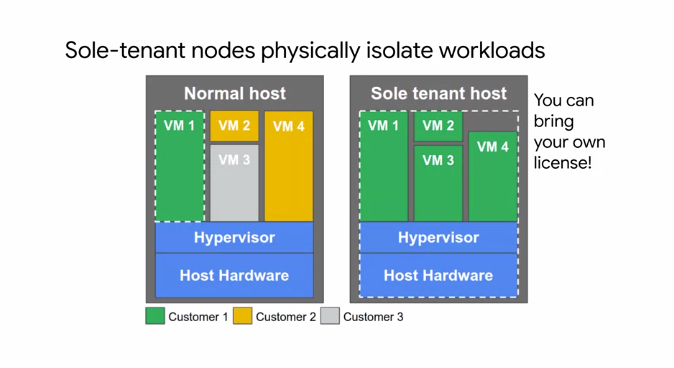 Sole-tenant nodes physically isolate workloads
Normal host
VM 1
VM 2
VM 3
VM 4
Hypervisor
Host Hardware
Sole tenant host
VM 1
VM 2
VM 3
VM 4
Hypervisor
Host Hardware
You can
bring
your own
license!
Customer 1
Customer 2
Customer 3